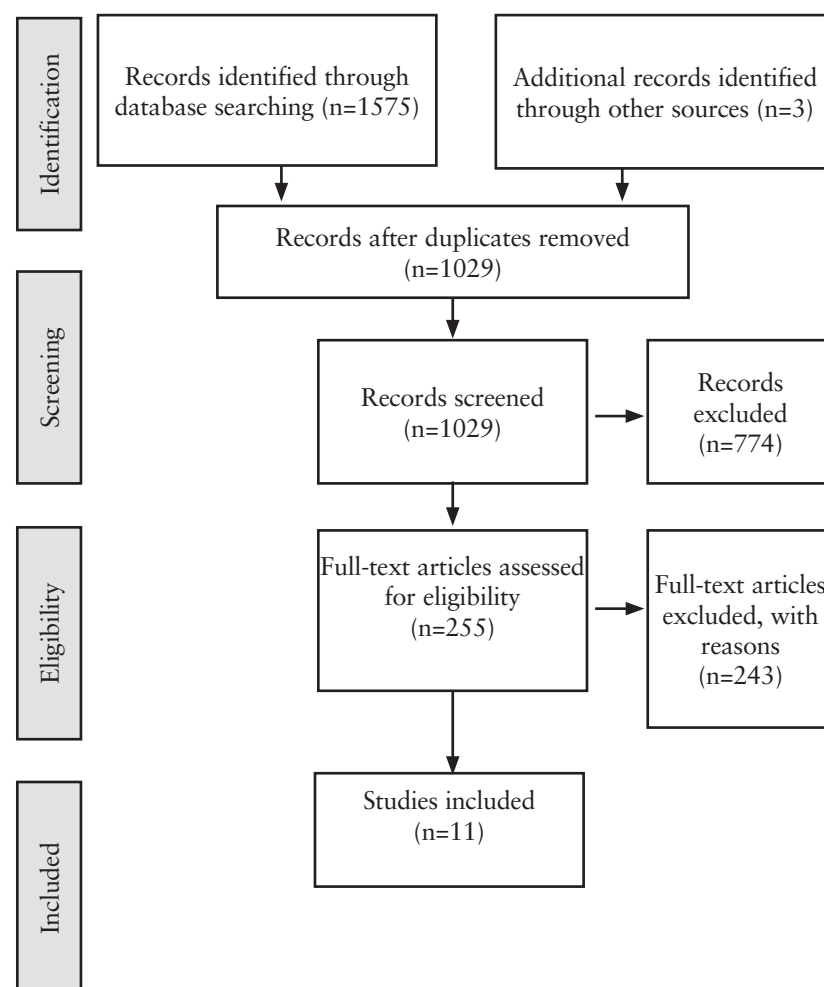 Identification
Records identified through
database searching (n=1575)
Additional records identified
through other sources (n=3)
Records after duplicates removed
(n=1029)
Screening
Records screened
(n=1029)
Records
excluded
(n=774)
Eligibility
Full-text articles assessed
for eligibility
(n=255)
Full-text articles
excluded, with
reasons
(n=243)
Included
Studies included
(n=11)